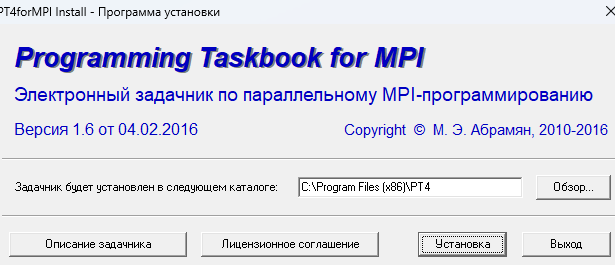 PT4forMPI Install - Программа установки
Programming Taskbook for MPI
Электронный задачник по параллельному MPI-программированию
Версия 1.6 от 04.02.2016 Copyright © М. Э. Абрамян, 2010-2016
Задачник будет установлен в следующем каталоге: C:\Program Files (x86)\PT4 Обзор...
Описание задачника Лицензионное соглашение Установка Выход